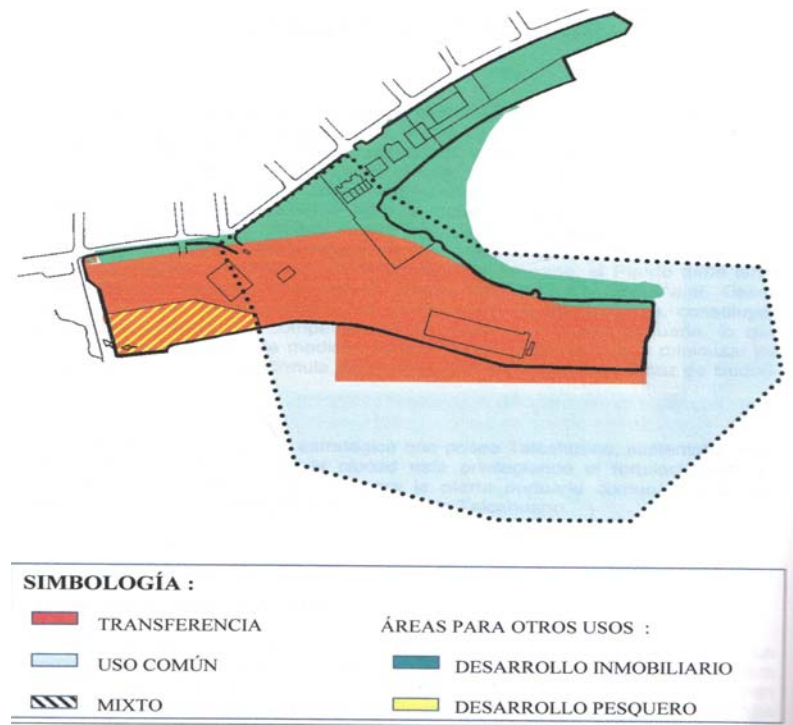 SIMBOLOGÍA :
TRANSFERENCIA
USO COMÚN
MIXTO
ÁREAS PARA OTROS USOS :
DESARROLLO INMOBILIARIO
DESARROLLO PESQUERO